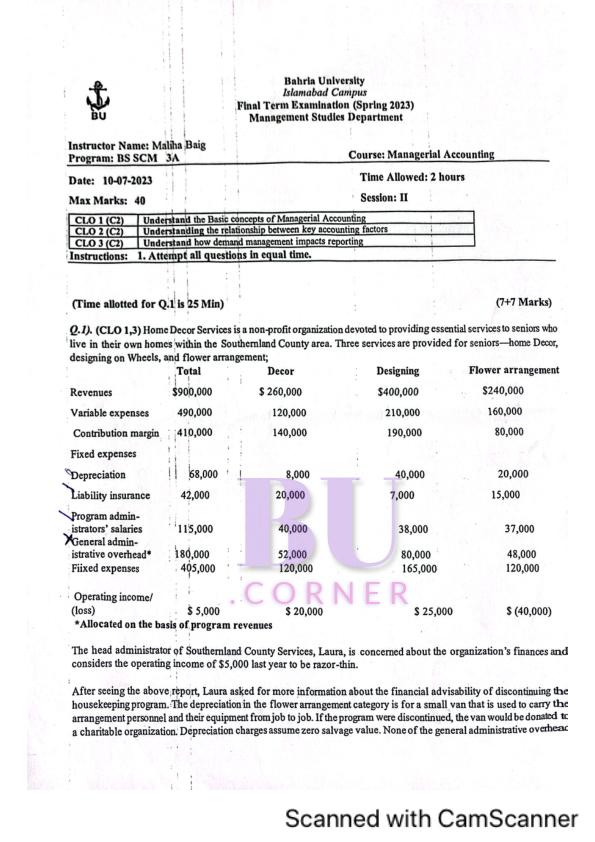 BU
Bahria University
Islamabad Campus
Final Term Examination (Spring 2023)
Management Studies Department
Instructor Name: Maliha Baig
Program: BS SCM 3A
Course: Managerial Accounting
Date: 10-07-2023
Time Allowed: 2 hours
Max Marks: 40
Session: II
CLO 1 (C2) Understand the Basic concepts of Managerial Accounting
CLO 2 (C2) Understanding the relationship between key accounting factors
CLO 3 (C2) Understand how demand management impacts reporting
Instructions: 1. Attempt all questions in equal time.
(Time allotted for Q.1 is 25 Min) (7+7 Marks)
Q.1). (CLO 1,3) Home Decor Services is a non-profit organization devoted to providing essential services to seniors who
live in their own homes within the Southernland County area. Three services are provided for seniors—home Decor,
designing on Wheels, and flower arrangement;
Total Decor Designing Flower arrangement
Revenues $900,000 $ 260,000 $400,000 $240,000
Variable expenses 490,000 120,000 210,000 160,000
Contribution margin 410,000 140,000 190,000 80,000
Fixed expenses
Depreciation 68,000 8,000 40,000 20,000
Liability insurance 42,000 20,000 7,000 15,000
Program admin-
istrators' salaries 115,000 40,000 38,000 37,000
General admin-
istrative overhead* 180,000 52,000 80,000 48,000
Fiixed expenses 405,000 120,000 165,000 120,000
Operating income/
(loss) $ 5,000 $ 20,000 $ 25,000 $ (40,000)
*Allocated on the basis of program revenues
BU
.CORNER
The head administrator of Southernland County Services, Laura, is concerned about the organization's finances and
considers the operating income of $5,000 last year to be razor-thin.
After seeing the above report, Laura asked for more information about the financial advisability of discontinuing the
housekeeping program. The depreciation in the flower arrangement category is for a small van that is used to carry the
arrangement personnel and their equipment from job to job. If the program were discontinued, the van would be donated to
a charitable organization. Depreciation charges assume zero salvage value. None of the general administrative overhead
Scanned with CamScanner